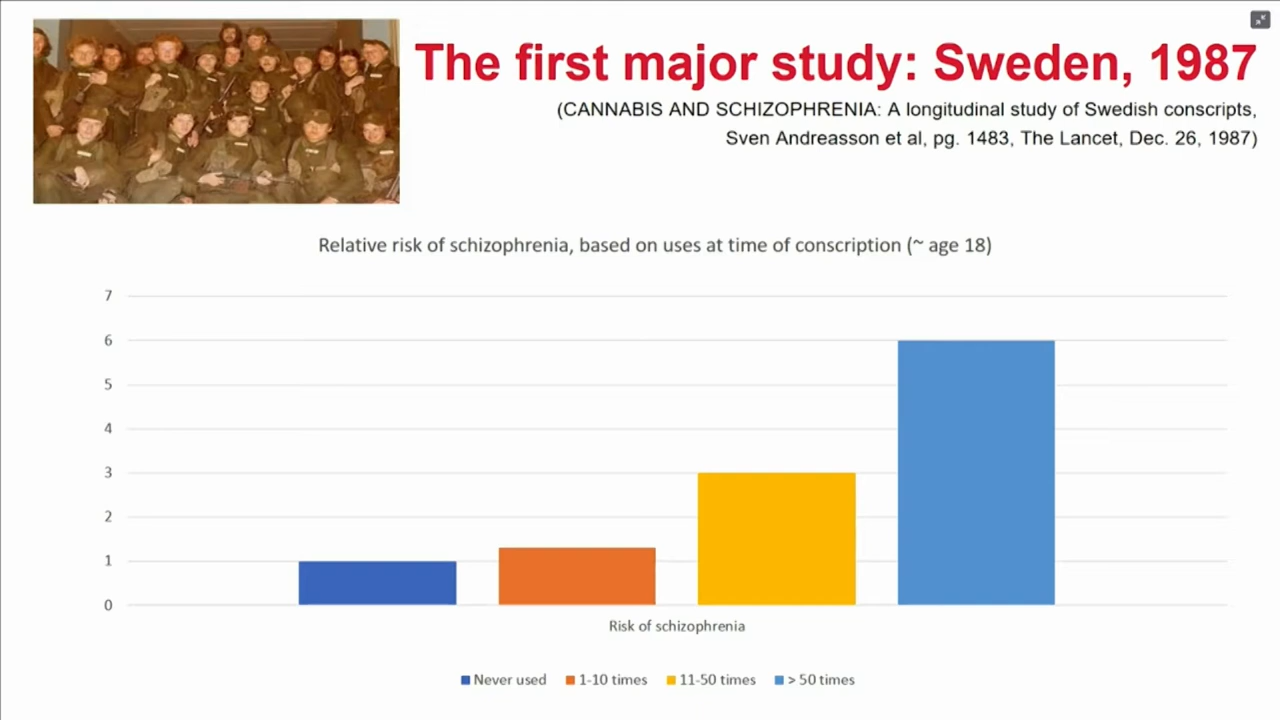 The first major study: Sweden, 1987
(CANNABIS AND SCHIZOPHRENIA: A longitudinal study of Swedish conscripts,
Sven Andreasson et al, pg. 1483, The Lancet, Dec. 26, 1987)
Relative risk of schizophrenia, based on uses at time of conscription (~ age 18)
7
6
5
4
3
2
1
0
Risk of schizophrenia
Never used 1-10 times 11-50 times > 50 times